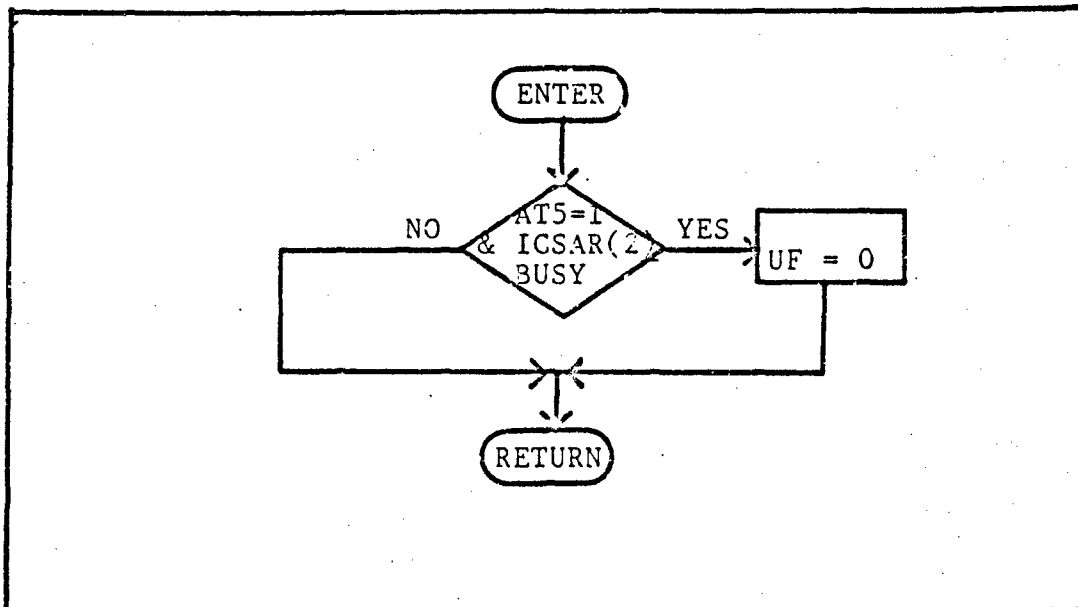 ENTER
AT5=1
& ICSAR(2)
BUSY
NO
YES
UF = 0
RETURN